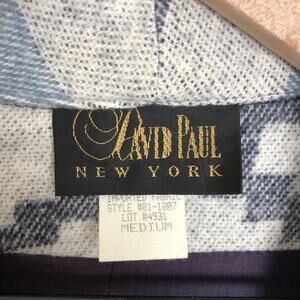 DAVID PAUL
NEW YORK
IMPORTED FABRIC
STYLE #01-1007
LOT #4931
MEDIUM